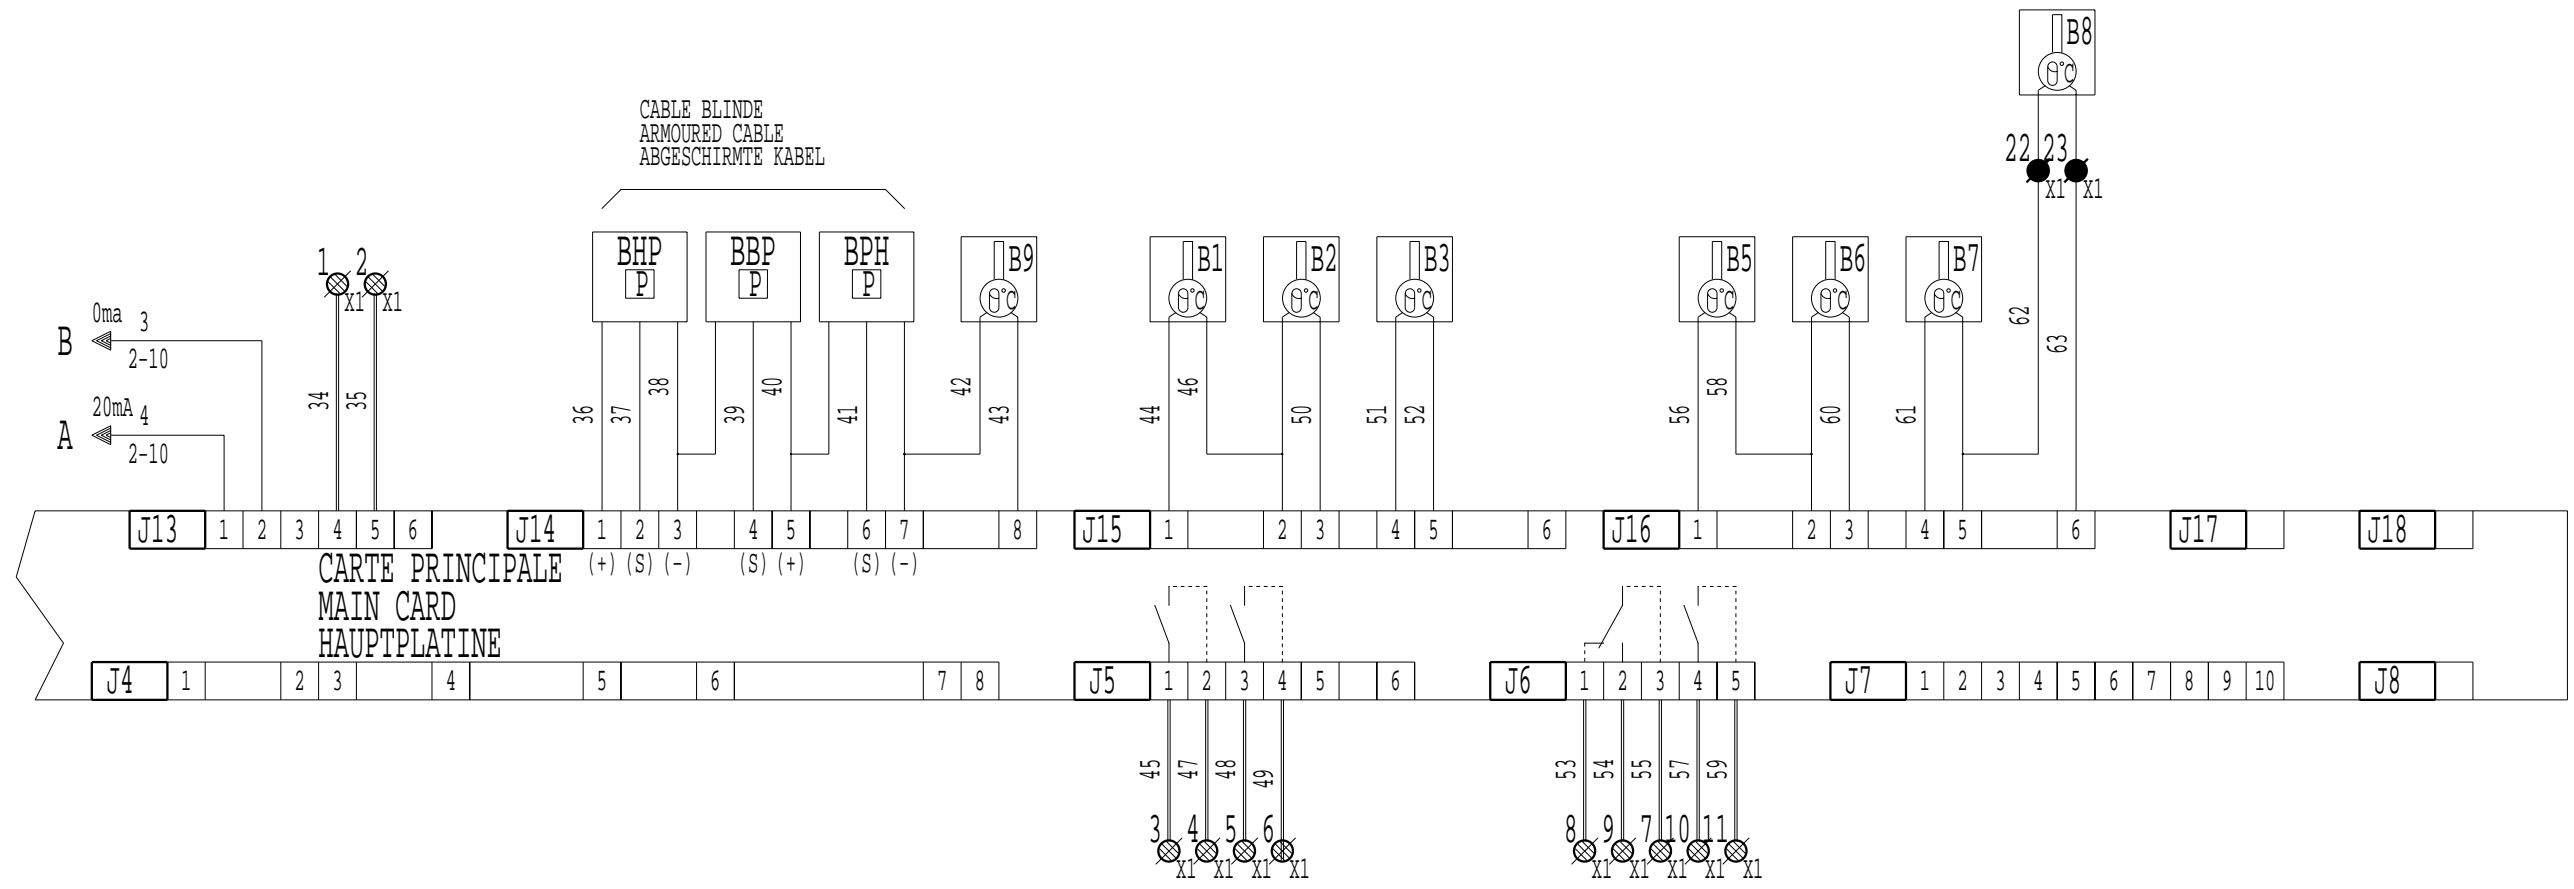 B8
θ°C
CABLE BLINDE
ARMOURED CABLE
ABGESCHIRMTE KABEL
22 23
X1 X1
1 2
X1 X1
BHP BBP BPH B9 B1 B2 B3 B5 B6 B7
P P P θ°C θ°C θ°C θ°C θ°C θ°C θ°C
0ma 3
B 2-10
20mA 4
A 2-10
34 35 36 37 38 39 40 41 42 43 44 46 50 51 52 56 58 60 61 62 63
J13 1 2 3 4 5 6 J14 1 2 3 4 5 6 7 8 J15 1 2 3 4 5 6 J16 1 2 3 4 5 6 J17 J18
(+) (S) (-) (S) (+) (S) (-)
CARTE PRINCIPALE
MAIN CARD
HAUPTPLATINE
J4 1 2 3 4 5 6 7 8 J5 1 2 3 4 5 6 J6 1 2 3 4 5 J7 1 2 3 4 5 6 7 8 9 10 J8
45 47 48 49 53 54 55 57 59
3 4 5 6 8 9 7 10 11
X1 X1 X1 X1 X1 X1 X1 X1 X1